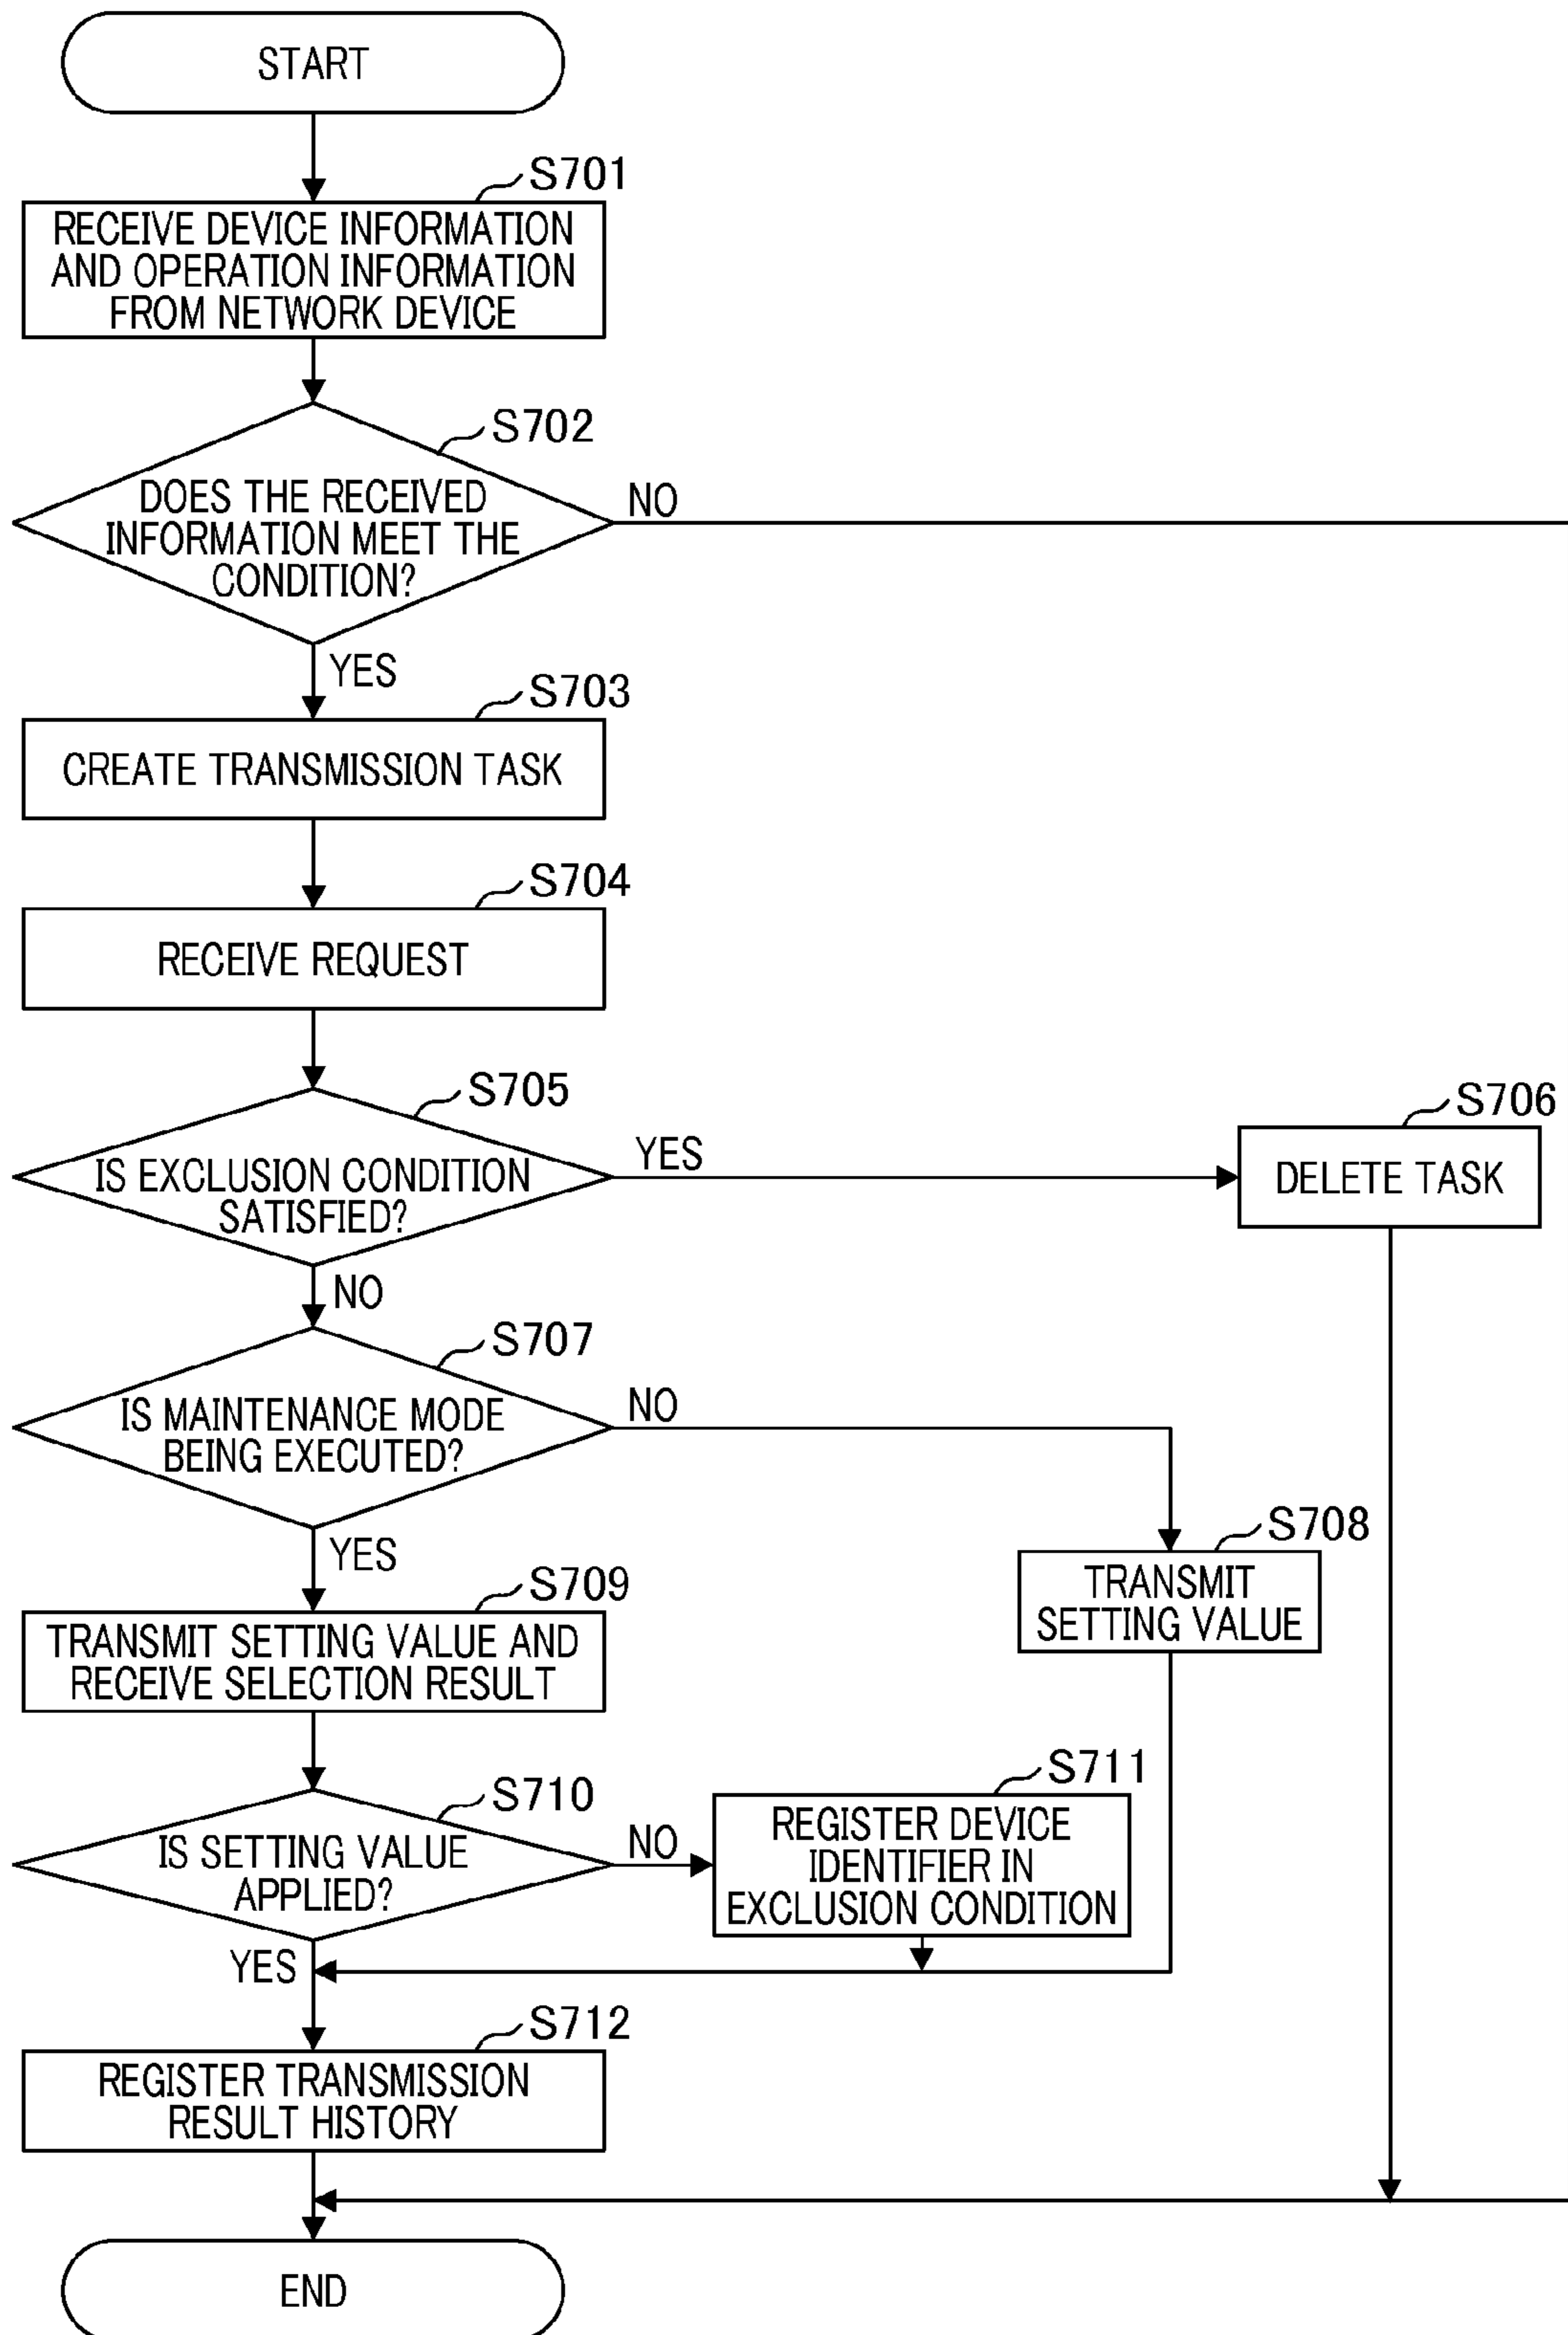 START
S701
RECEIVE DEVICE INFORMATION
AND OPERATION INFORMATION
FROM NETWORK DEVICE
S702
DOES THE RECEIVED
INFORMATION MEET THE
CONDITION?
NO
YES
S703
CREATE TRANSMISSION TASK
S704
RECEIVE REQUEST
S705
IS EXCLUSION CONDITION
SATISFIED?
YES
S706
DELETE TASK
NO
S707
IS MAINTENANCE MODE
BEING EXECUTED?
NO
S708
TRANSMIT
SETTING VALUE
YES
S709
TRANSMIT SETTING VALUE AND
RECEIVE SELECTION RESULT
S710
IS SETTING VALUE
APPLIED?
NO
S711
REGISTER DEVICE
IDENTIFIER IN
EXCLUSION CONDITION
YES
S712
REGISTER TRANSMISSION
RESULT HISTORY
END